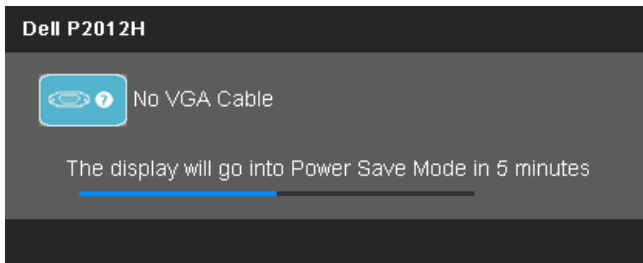 Dell P2012H
? No VGA Cable
The display will go into Power Save Mode in 5 minutes